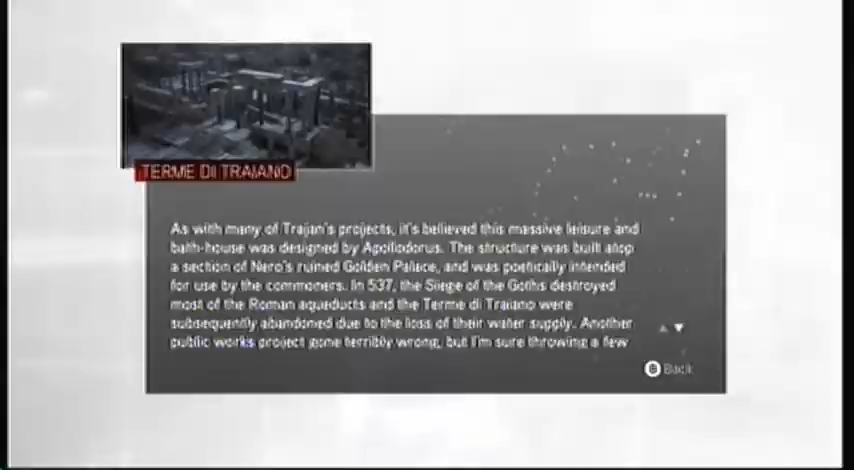 TERME DI TRAIANO
As with many of Trajan's projects, it's believed this massive leisure and
bath-house was designed by Apollodorus. The structure was built atop
a section of Nero's ruined Golden Palace, and was poetically intended
for use by the commoners. In 537, the Siege of the Goths destroyed
most of the Roman aqueducts and the Terme di Traiano were
subsequently abandoned due to the loss of their water supply. Another
public works project gone terribly wrong, but I'm sure throwing a few
B Back